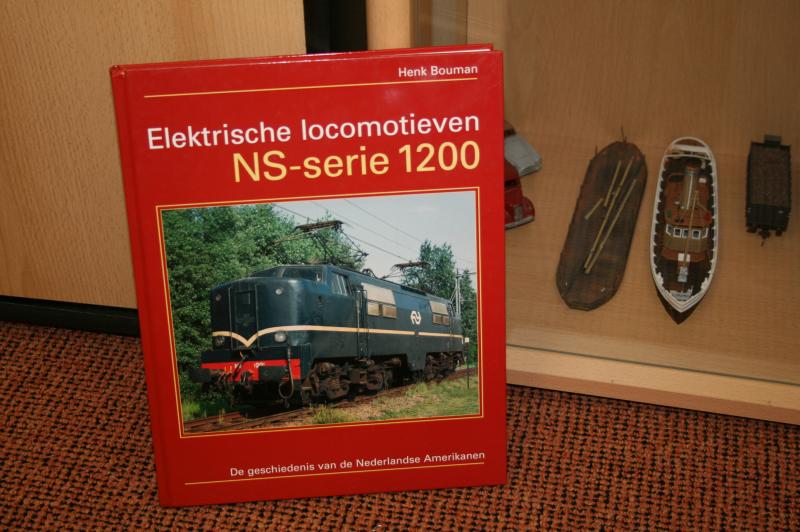 Henk Bouman
Elektrische locomotieven
NS-serie 1200
De geschiedenis van de Nederlandse Amerikanen